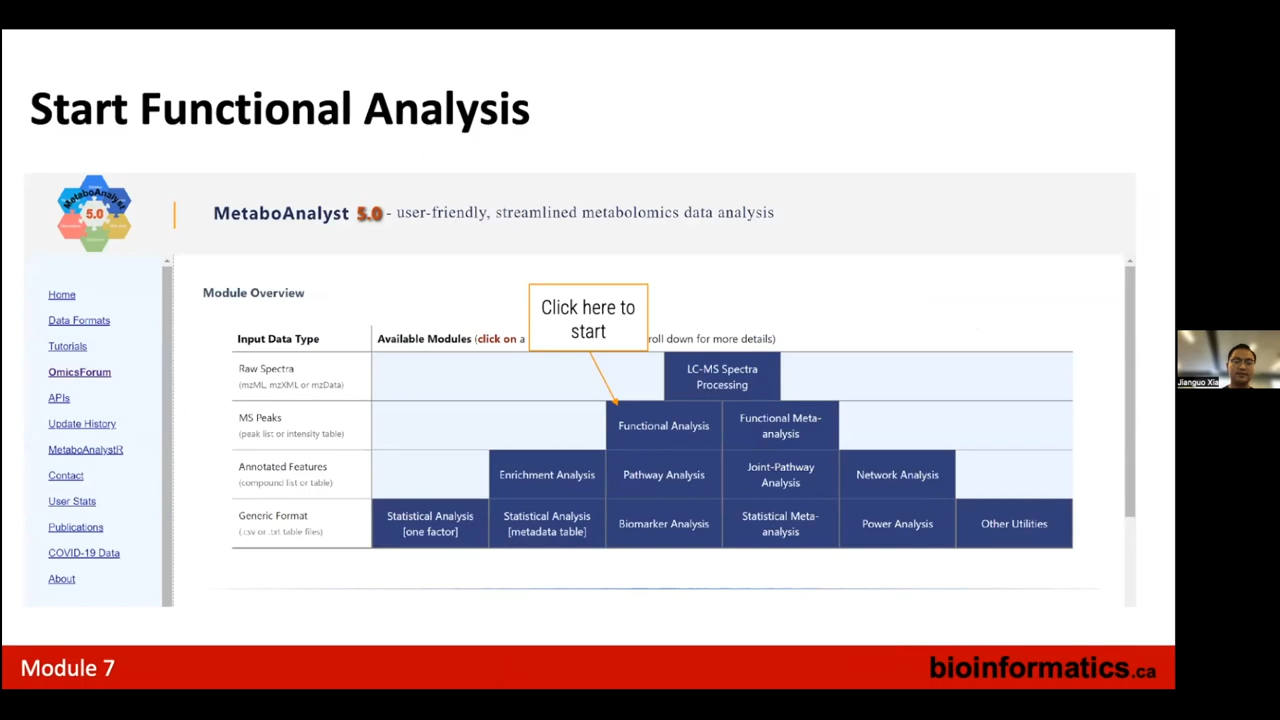 Start Functional Analysis
MetaboAnalyst
5.0
MetaboAnalyst 5.0 - user-friendly, streamlined metabolomics data analysis
Home
Data Formats
Tutorials
OmicsForum
APIs
Update History
MetaboAnalystR
Contact
User Stats
Publications
COVID-19 Data
About
Module Overview
Click here to
start
Input Data Type
Available Modules (click on a
roll down for more details)
Raw Spectra
(mzML, mzXML or mzData)
LC-MS Spectra
Processing
MS Peaks
(peak list or intensity table)
Functional Analysis
Functional Meta-
analysis
Annotated Features
(compound list or table)
Enrichment Analysis
Pathway Analysis
Joint-Pathway
Analysis
Network Analysis
Generic Format
(.csv or .txt table files)
Statistical Analysis
[one factor]
Statistical Analysis
[metadata table]
Biomarker Analysis
Statistical Meta-
analysis
Power Analysis
Other Utilities
Jianguo Xia
Module 7
bioinformatics.ca